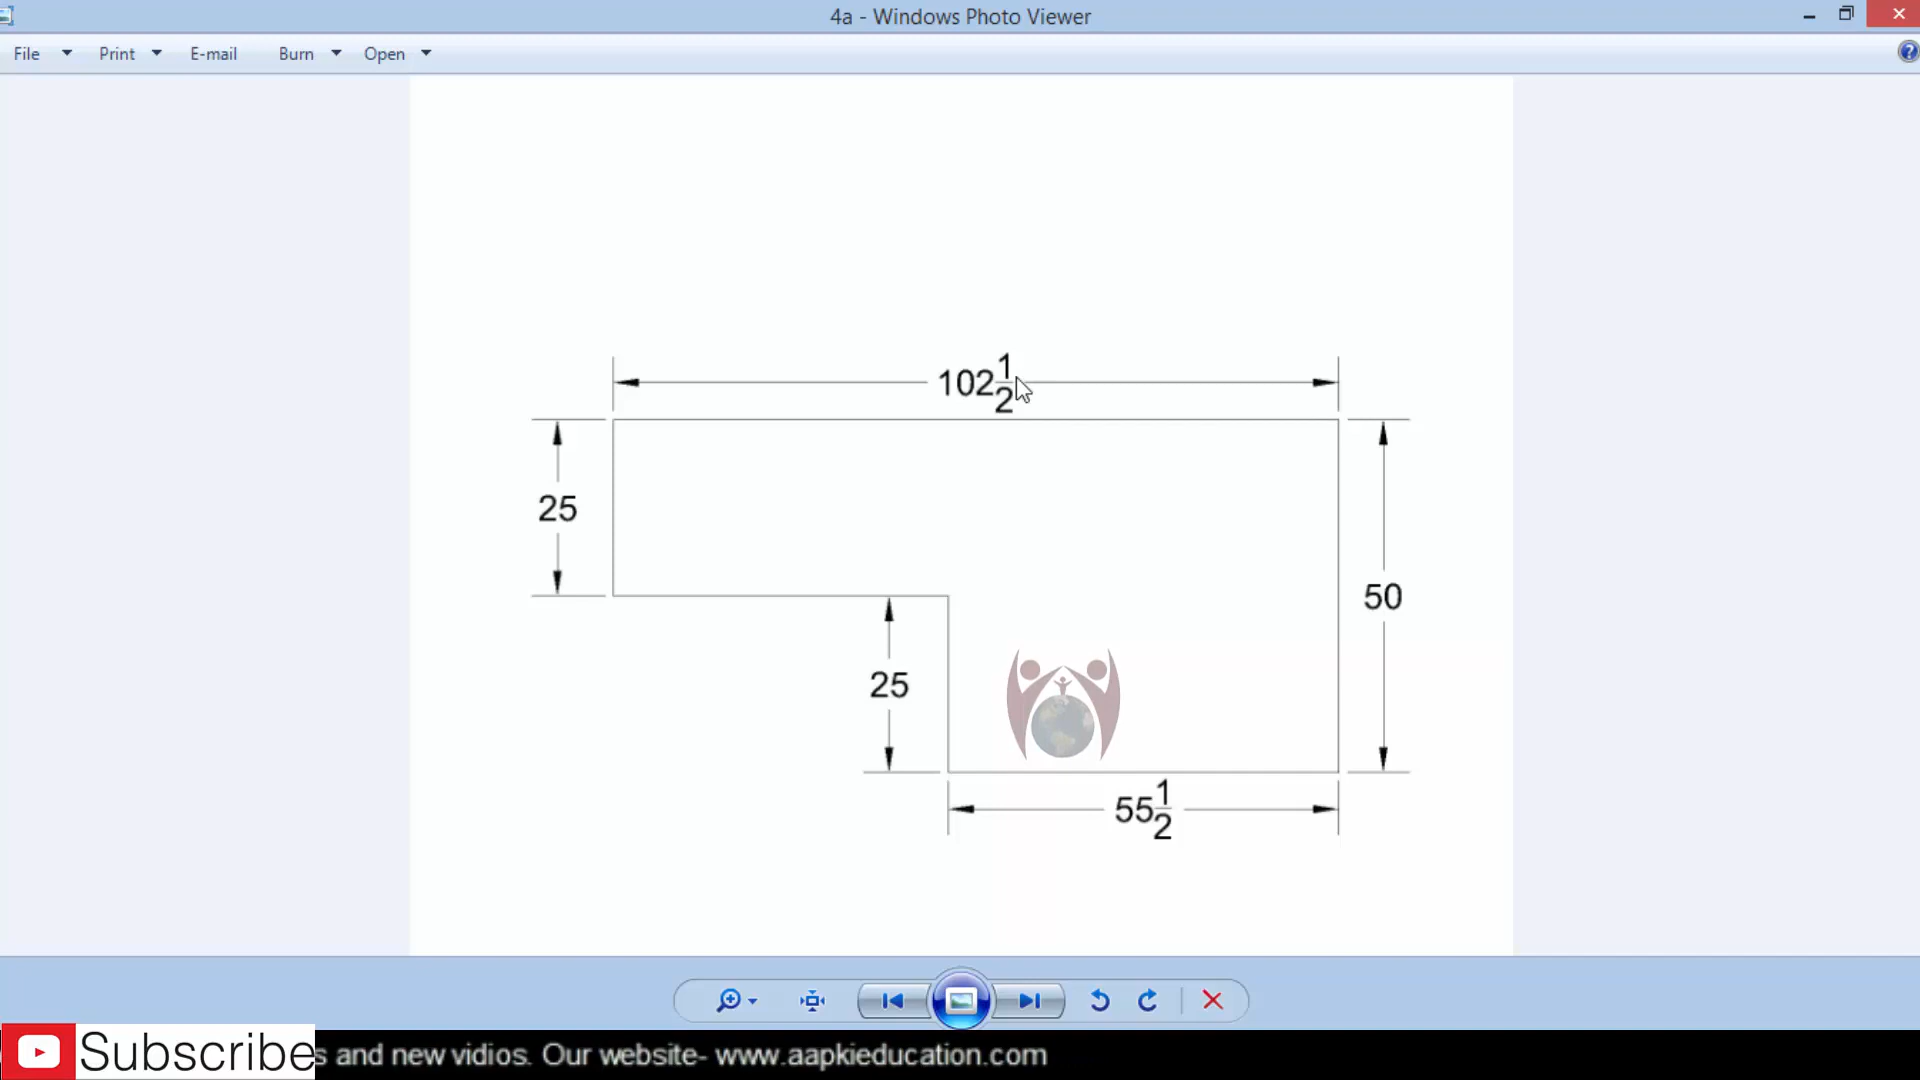 4a - Windows Photo Viewer
File Print E-mail Burn Open
102 1/2
25
50
25
55 1/2
Subscribe s and new vidios. Our website- www.aapkieducation.com